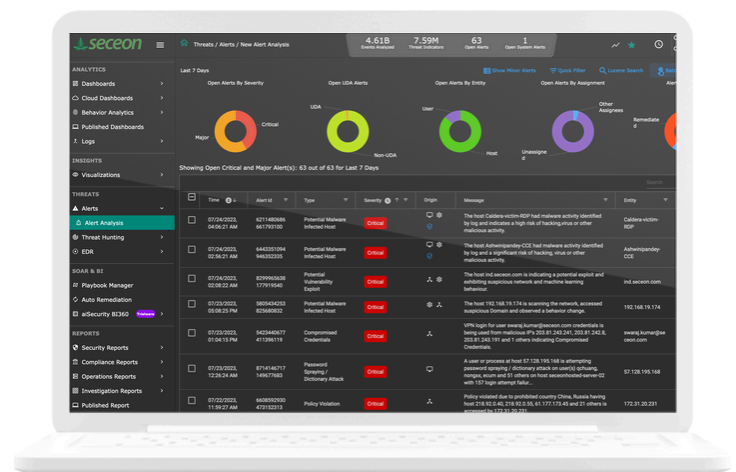 seceon
Threats / Alerts / New Alert Analysis
4.61B
Events Analyzed
7.59M
Threat Indicators
63
Open Alerts
1
Open System Alerts
ANALYTICS
Dashboards
Cloud Dashboards
Behavior Analytics
Published Dashboards
Logs
INSIGHTS
Visualizations
THREATS
Alerts
Alert Analysis
Threat Hunting
EDR
SOAR & BI
Playbook Manager
Auto Remediation
aiSecurity BI360
REPORTS
Security Reports
Compliance Reports
Operations Reports
Investigation Reports
Published Report
Last 7 Days
Show Minor Alerts
Quick Filter
Lucene Search
Open Alerts By Severity
Open UDA Alerts
Open Alerts By Entity
Open Alerts By Assignment
Major
Critical
UDA
Non-UDA
User
Host
Other
Assignees
Unassigne
d
Remediate
d
Showing Open Critical and Major Alert(s): 63 out of 63 for Last 7 Days
Search
Time
Alert Id
Type
Severity
Origin
Message
Entity
07/24/2023,
04:06:21 AM
6211480686
661793100
Potential Malware
Infected Host
Critical
The host Caldera-victim-RDP had malware activity identified
by log and indicates a high risk of hacking,virus or other
malicious activity.
Caldera-victim-
RDP
07/24/2023,
02:56:21 AM
6443351094
946352335
Potential Malware
Infected Host
Critical
The host Ashwinipandey-CCE had malware activity identified
by log and a significant risk of hacking, virus or other
malicious activity.
Ashwinipandey-
CCE
07/24/2023,
02:08:22 AM
8299965638
177919540
Potential
Vulnerability
Exploit
Critical
The host ind.seceon.com is indicating a potential exploit and
exhibiting suspicious network and machine learning
behaviour.
ind.seceon.com
07/23/2023,
05:08:25 PM
5805434253
825680832
Potential Malware
Infected Host
Critical
The host 192.168.19.174 is scanning the network, accessed
suspicious Domain and observed a behavior change.
192.168.19.174
07/23/2023,
01:04:15 PM
5423440677
411396119
Compromised
Credentials
Critical
VPN login for user swaraj.kumar@seceon.com credentials is
being used from malicious IP's 203.81.243.241, 203.81.242.8,
203.81.243.191 and 1 others indicating Compromised
Credentials.
swaraj.kumar@se
ceon.com
07/23/2023,
12:26:24 AM
8714146717
149677682
Password
Spraying /
Dictionary Attack
Critical
A user or process at host 57.128.195.168 is attempting
password spraying / dictionary attack on user(s) qchuang,
nongsx, ecum and 51 others on host seceonhosted-server-02
with 157 login attempt failur...
57.128.195.168
07/22/2023,
11:59:27 AM
6608592930
473152313
Policy Violation
Critical
Policy violated due to prohibited country China, Russia having
host 218.92.0.40, 218.92.0.55, 61.177.173.45 and 21 others is
accessed by 172.31.20.231
172.31.20.231